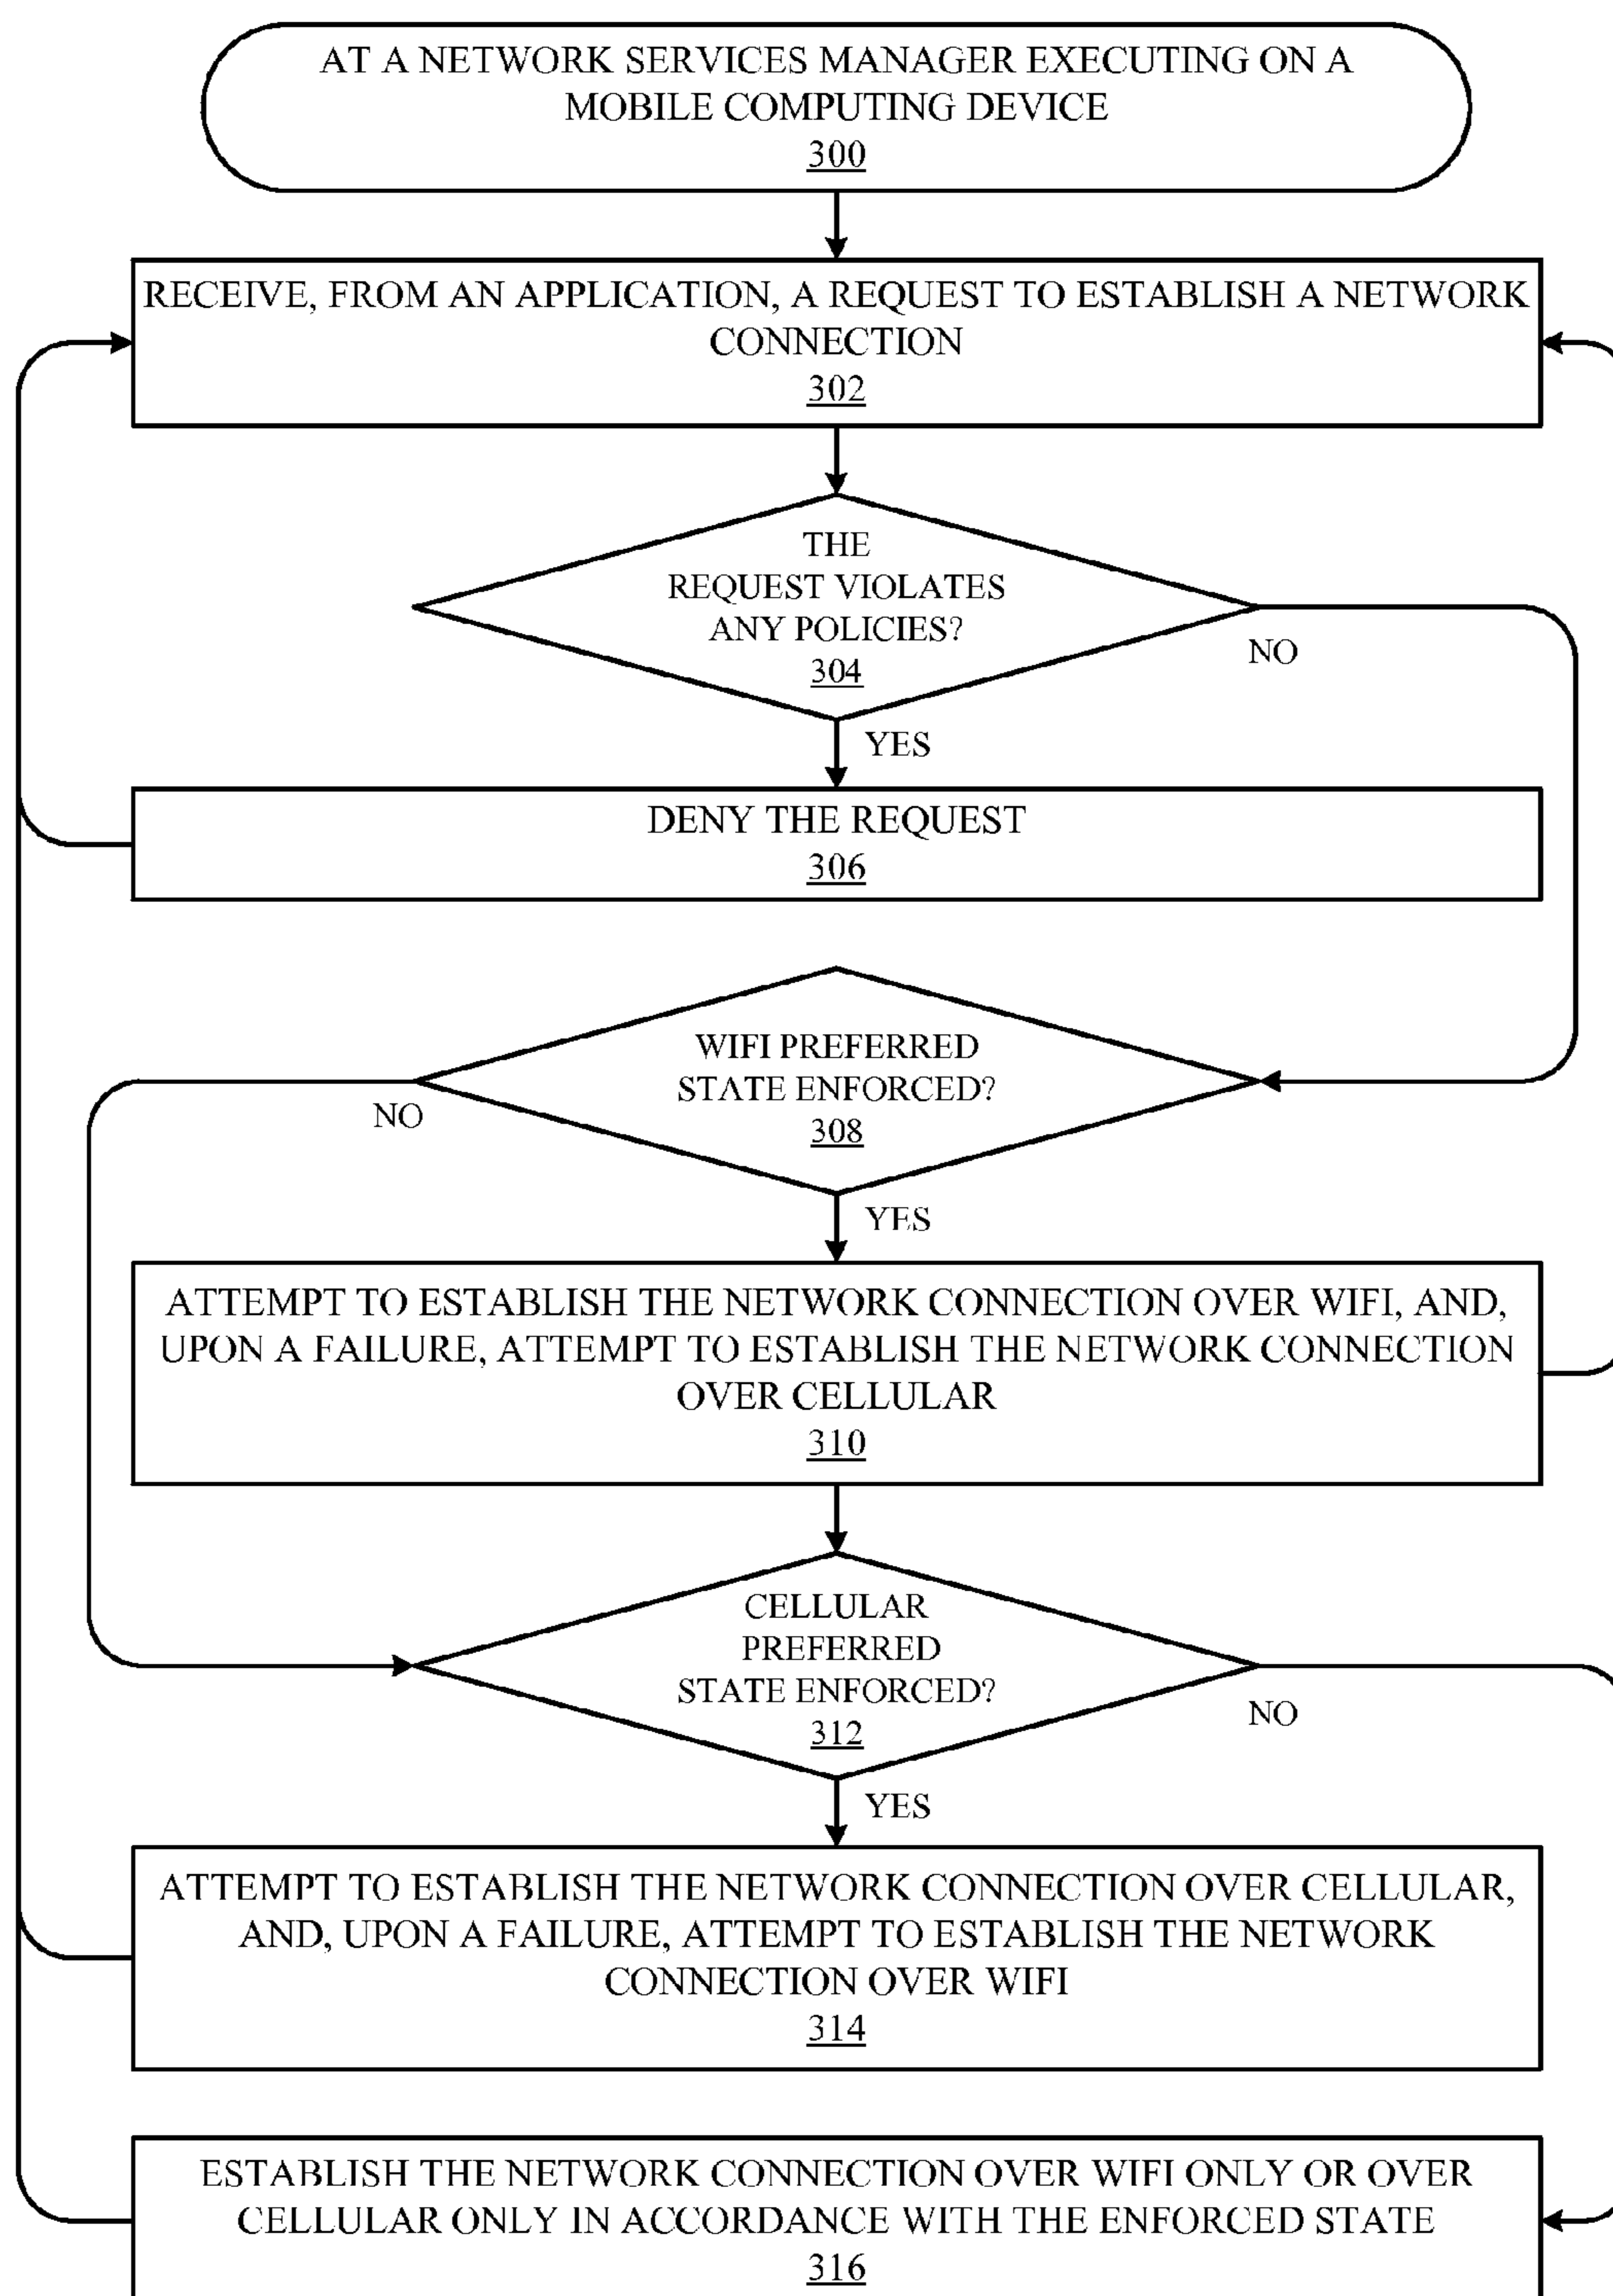 AT A NETWORK SERVICES MANAGER EXECUTING ON A
MOBILE COMPUTING DEVICE
300
RECEIVE, FROM AN APPLICATION, A REQUEST TO ESTABLISH A NETWORK
CONNECTION
302
THE
REQUEST VIOLATES
ANY POLICIES?
304
NO
YES
DENY THE REQUEST
306
WIFI PREFERRED
STATE ENFORCED?
308
NO
YES
ATTEMPT TO ESTABLISH THE NETWORK CONNECTION OVER WIFI, AND,
UPON A FAILURE, ATTEMPT TO ESTABLISH THE NETWORK CONNECTION
OVER CELLULAR
310
CELLULAR
PREFERRED
STATE ENFORCED?
312
NO
YES
ATTEMPT TO ESTABLISH THE NETWORK CONNECTION OVER CELLULAR,
AND, UPON A FAILURE, ATTEMPT TO ESTABLISH THE NETWORK
CONNECTION OVER WIFI
314
ESTABLISH THE NETWORK CONNECTION OVER WIFI ONLY OR OVER
CELLULAR ONLY IN ACCORDANCE WITH THE ENFORCED STATE
316